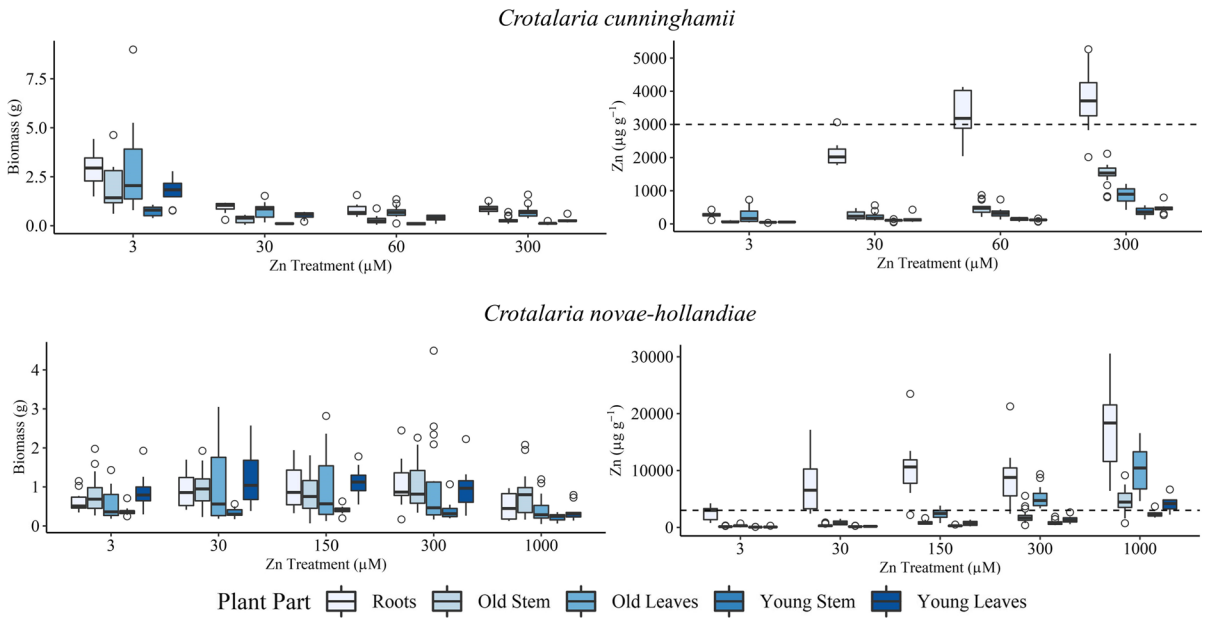 Crotalaria cunninghamii
Biomass (g)
7.5
5.0
2.5
0.0
3 30 60 300
Zn Treatment (µM)
Zn (µg g⁻¹)
5000
4000
3000
2000
1000
0
3 30 60 300
Zn Treatment (µM)
Crotalaria novae-hollandiae
Biomass (g)
4
3
2
1
0
3 30 150 300 1000
Zn Treatment (µM)
Zn (µg g⁻¹)
30000
20000
10000
0
3 30 150 300 1000
Zn Treatment (µM)
Plant Part Roots Old Stem Old Leaves Young Stem Young Leaves